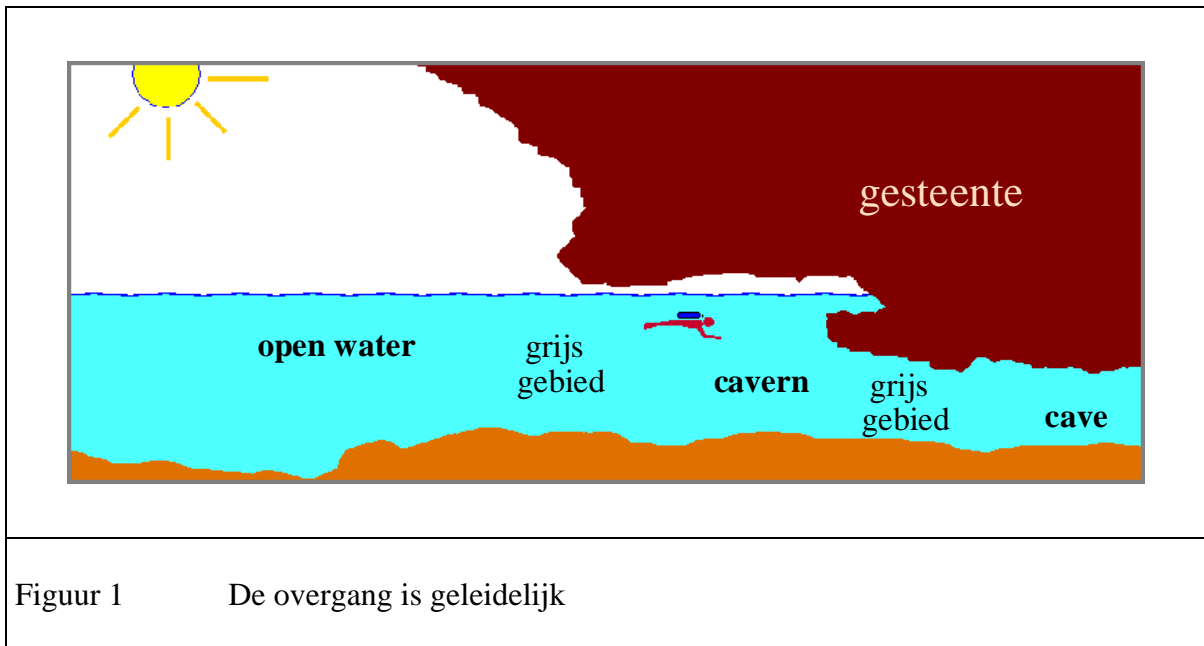 gesteente
open water
grijs
gebied
cavern
grijs
gebied
cave
Figuur 1 De overgang is geleidelijk